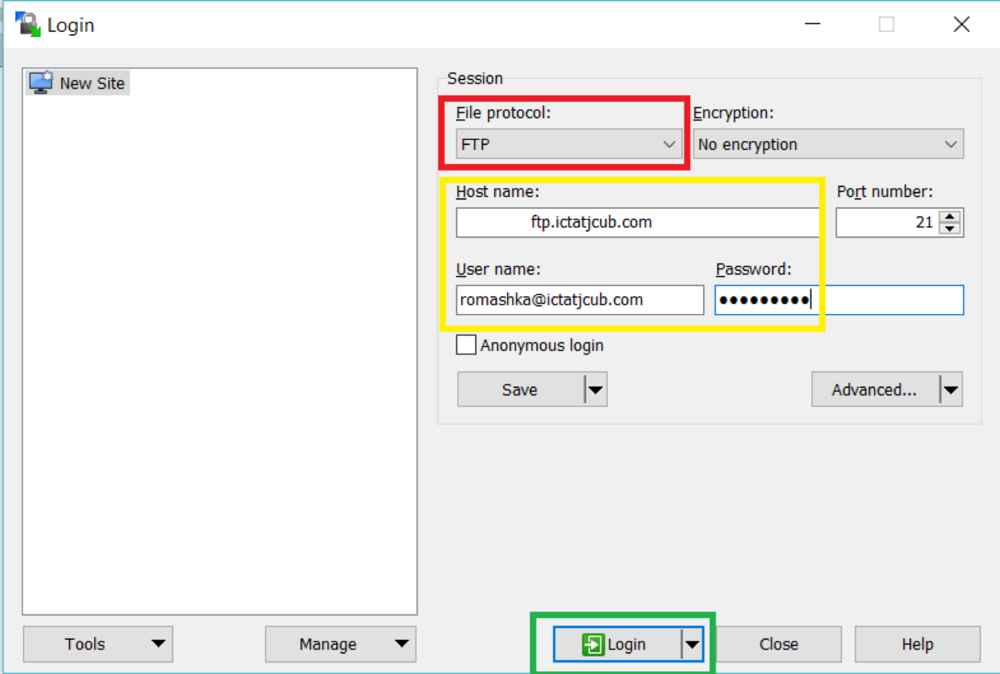 Login
New Site
Session
File protocol:
Encryption:
FTP
No encryption
Host name:
Port number:
ftp.ictatjcub.com
21
User name:
Password:
romashka@ictatjcub.com
●●●●●●●●●
Anonymous login
Save
Advanced...
Tools
Manage
Login
Close
Help